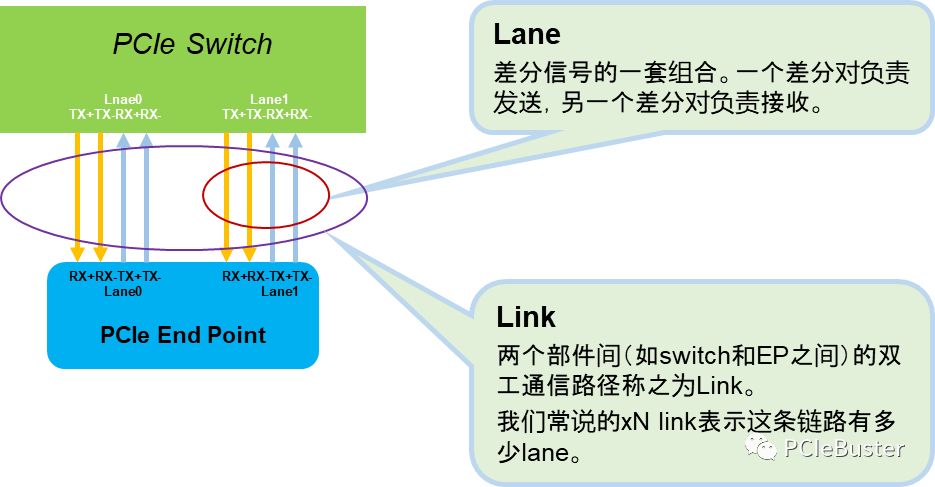 PCIe Switch
Lnae0
TX+TX-RX+RX-
Lane1
TX+TX-RX+RX-
RX+RX-TX+TX-
Lane0
RX+RX-TX+TX-
Lane1
PCIe End Point
Lane
差分信号的一套组合。一个差分对负责
发送，另一个差分对负责接收。
Link
两个部件间（如switch和EP之间）的双
工通信路径称之为Link。
我们常说的xN link表示这条链路有多
少lane。
PCIeBuster